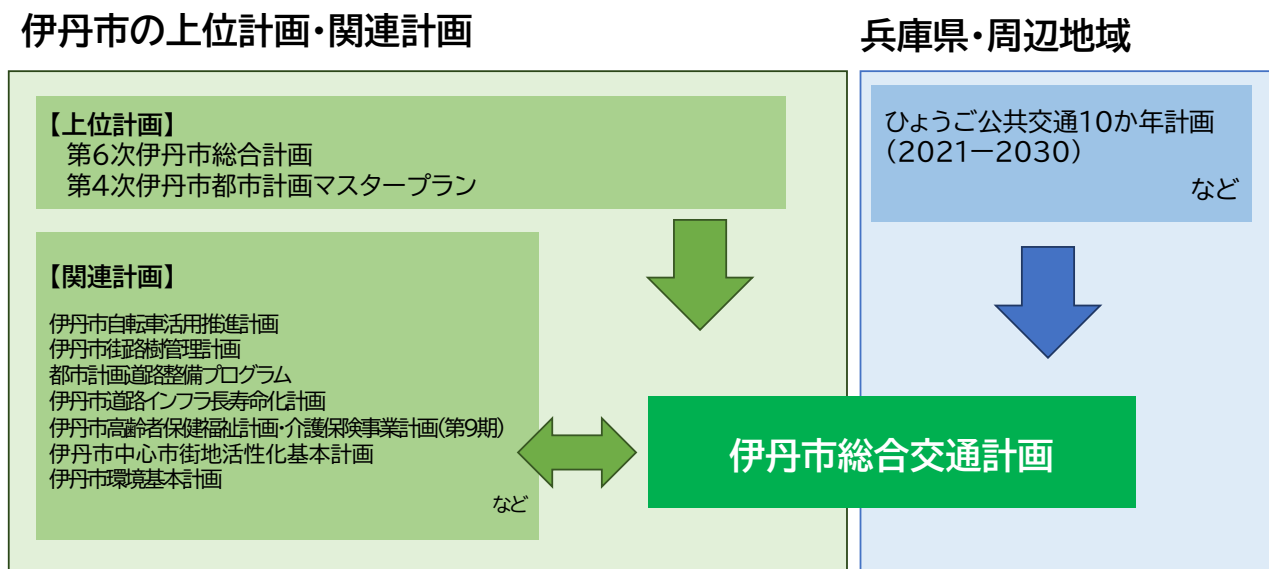 伊丹市の上位計画・関連計画
【上位計画】
第6次伊丹市総合計画
第4次伊丹市都市計画マスタープラン
【関連計画】
伊丹市自転車活用推進計画
伊丹市街路樹管理計画
都市計画道路整備プログラム
伊丹市道路インフラ長寿命化計画
伊丹市高齢者保健福祉計画・介護保険事業計画(第9期)
伊丹市中心市街地活性化基本計画
伊丹市環境基本計画
など
兵庫県・周辺地域
ひょうご公共交通10か年計画
(2021－2030)
など
伊丹市総合交通計画